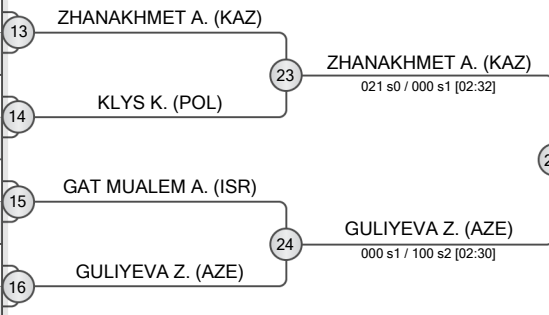 ZHANAKHMET A. (KAZ)
13
23
ZHANAKHMET A. (KAZ)
021 s0 / 000 s1 [02:32]
KLYS K. (POL)
14
GAT MUALEM A. (ISR)
15
24
GULIYEVA Z. (AZE)
000 s1 / 100 s2 [02:30]
GULIYEVA Z. (AZE)
16